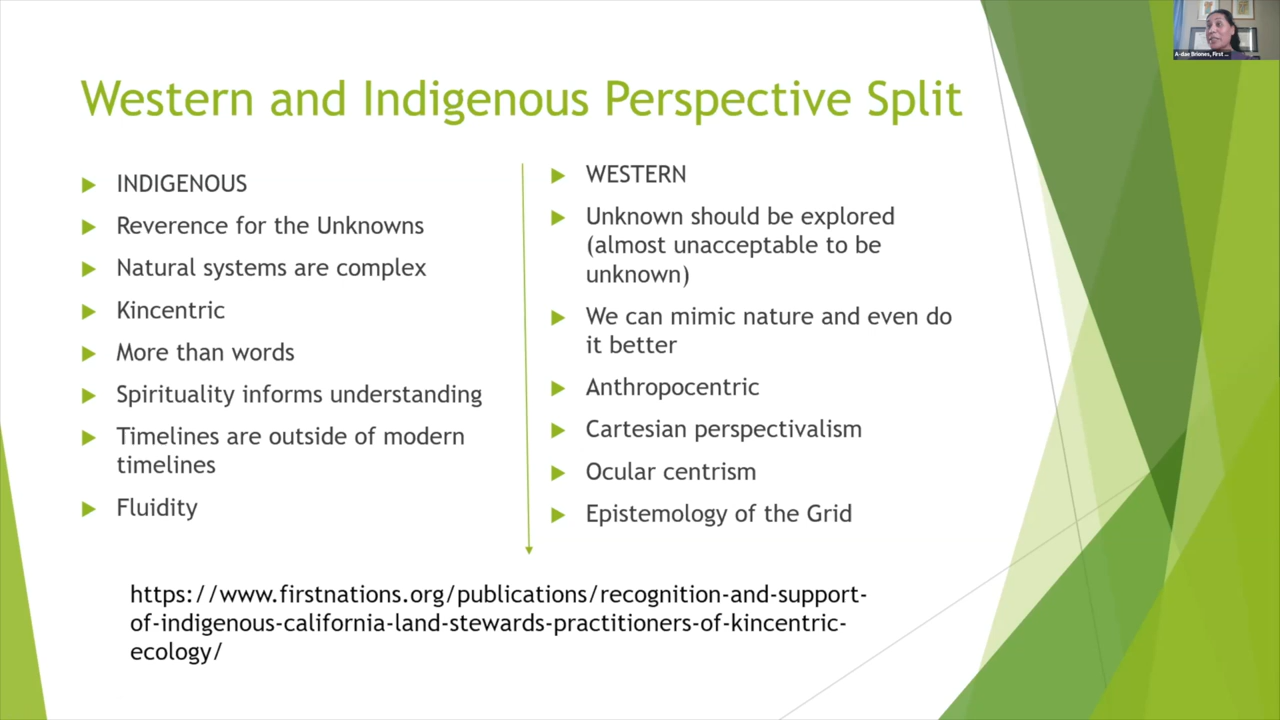 Western and Indigenous Perspective Split
INDIGENOUS
Reverence for the Unknowns
Natural systems are complex
Kincentric
More than words
Spirituality informs understanding
Timelines are outside of modern
timelines
Fluidity
WESTERN
Unknown should be explored
(almost unacceptable to be
unknown)
We can mimic nature and even do
it better
Anthropocentric
Cartesian perspectivalism
Ocular centrism
Epistemology of the Grid
https://www.firstnations.org/publications/recognition-and-support-
of-indigenous-california-land-stewards-practitioners-of-kincentric-
ecology/
A-dae Briones, First ...